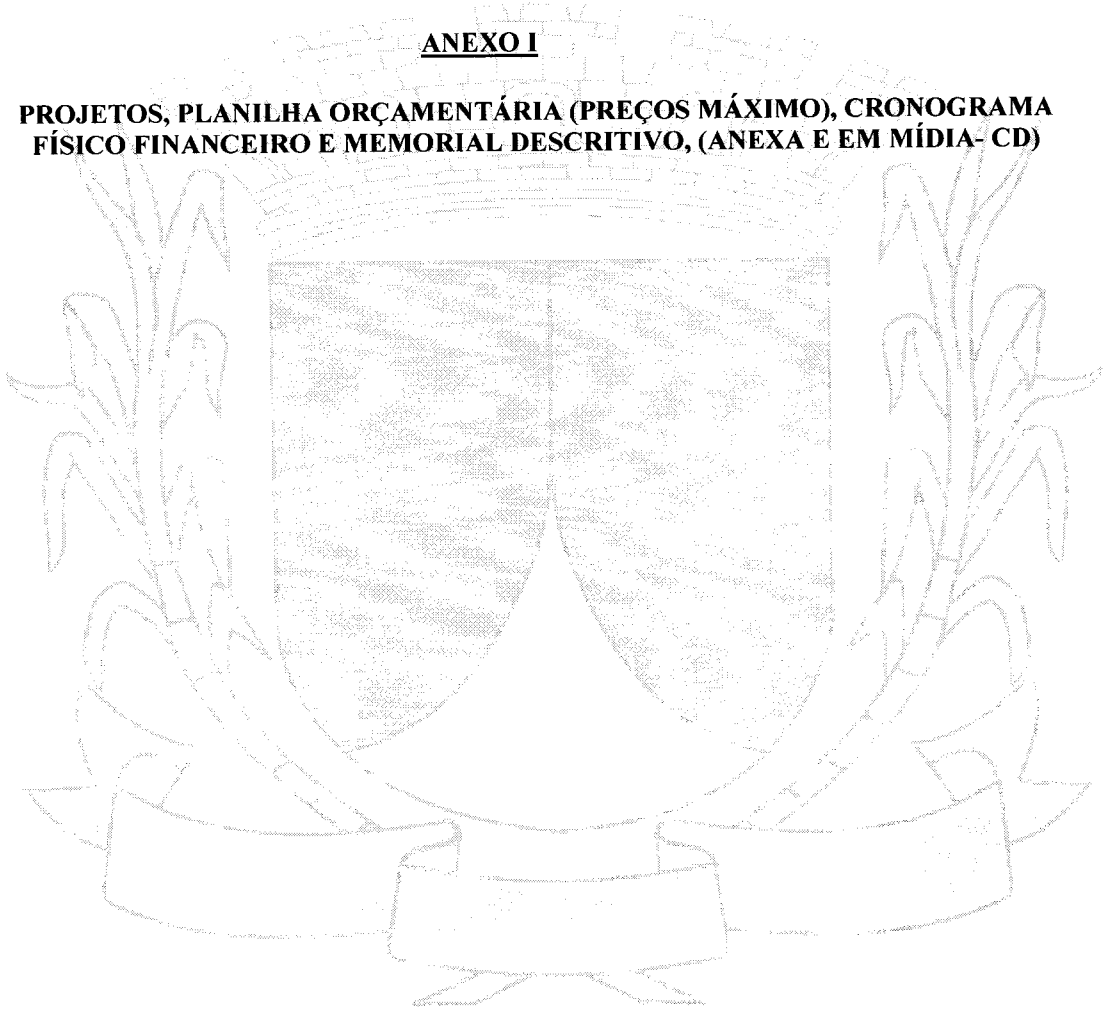 ANEXO I
PROJETOS, PLANILHA ORÇAMENTÁRIA (PREÇOS MÁXIMO), CRONOGRAMA
FÍSICO FINANCEIRO E MEMORIAL DESCRITIVO, (ANEXA E EM MÍDIA- CD)